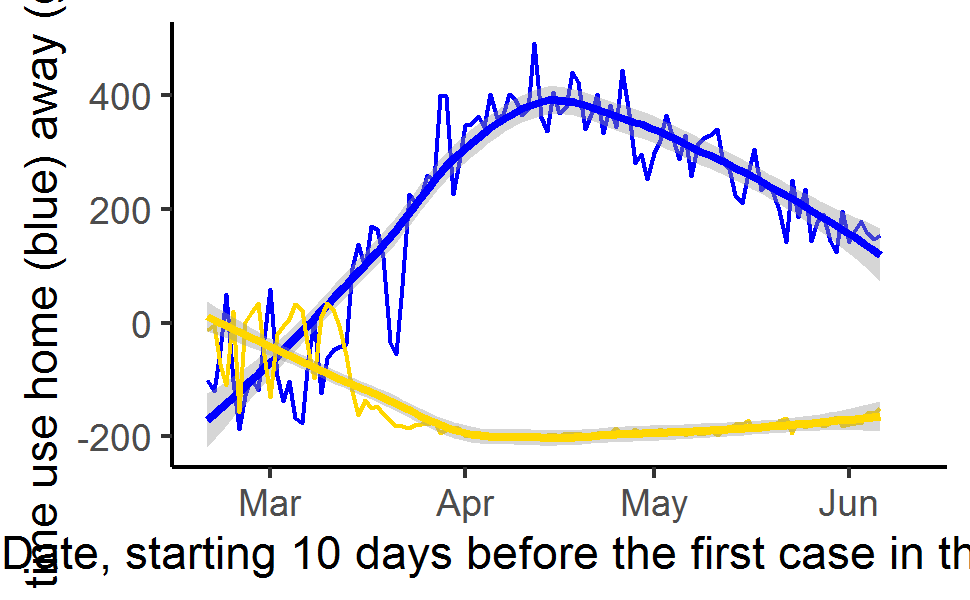 time use home (blue) away (g
400
200
0
-200
Mar Apr May Jun
Date, starting 10 days before the first case in th